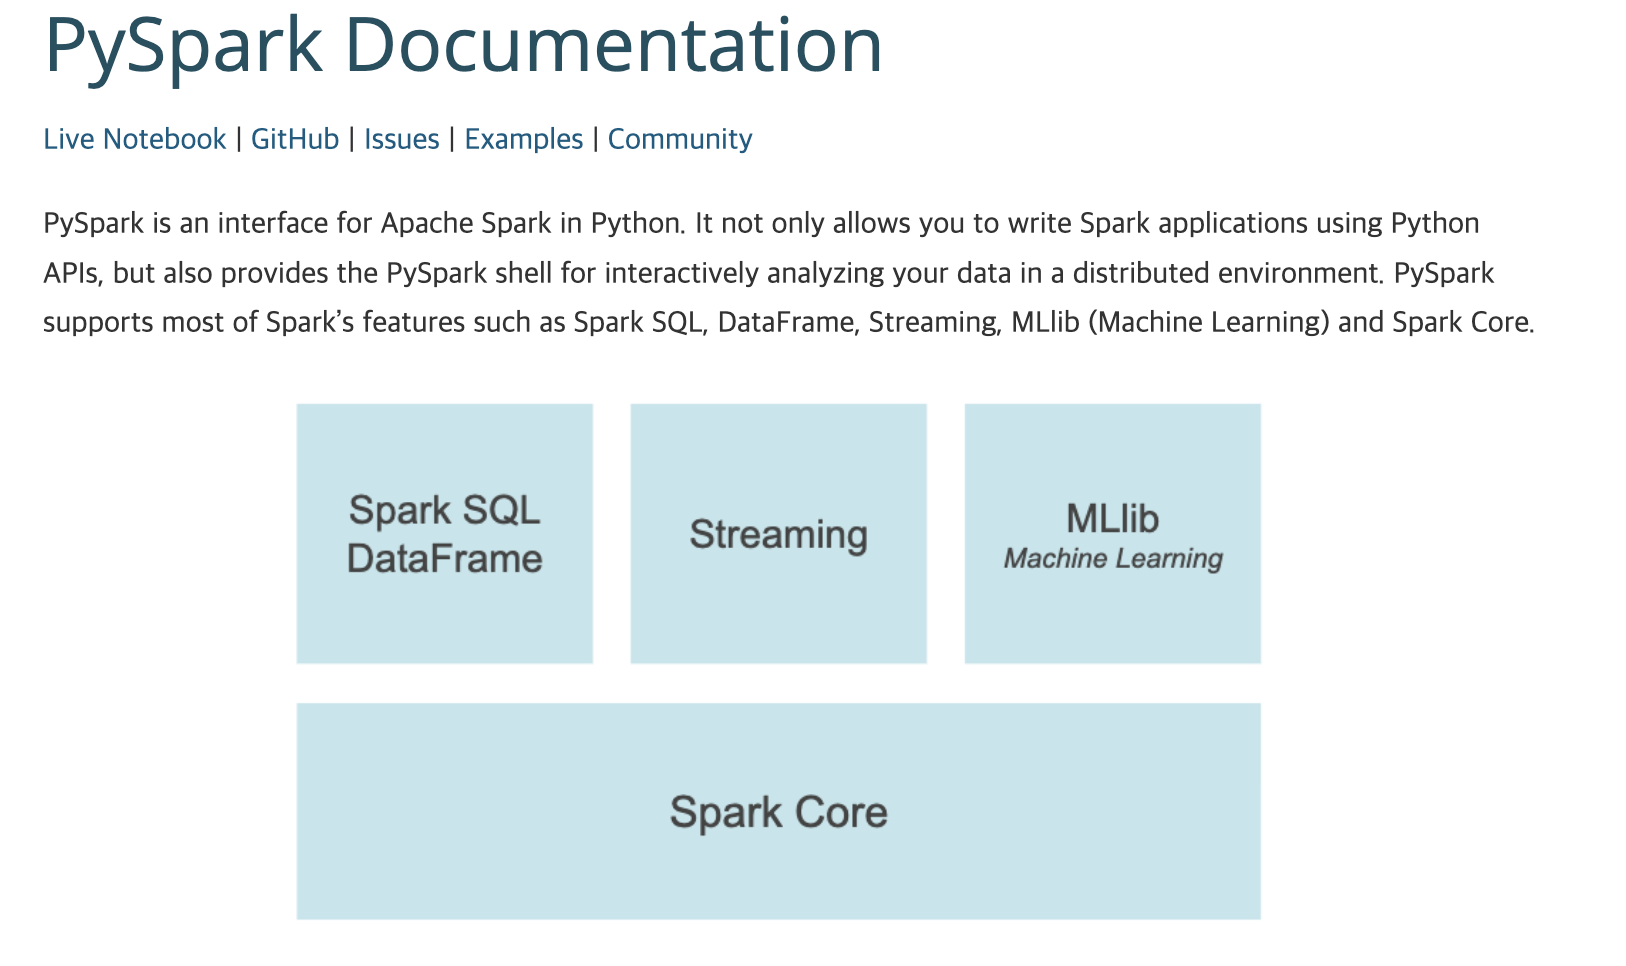 PySpark Documentation
Live Notebook | GitHub | Issues | Examples | Community
PySpark is an interface for Apache Spark in Python. It not only allows you to write Spark applications using Python
APIs, but also provides the PySpark shell for interactively analyzing your data in a distributed environment. PySpark
supports most of Spark’s features such as Spark SQL, DataFrame, Streaming, MLlib (Machine Learning) and Spark Core.
Spark SQL
DataFrame
Streaming
MLlib
Machine Learning
Spark Core